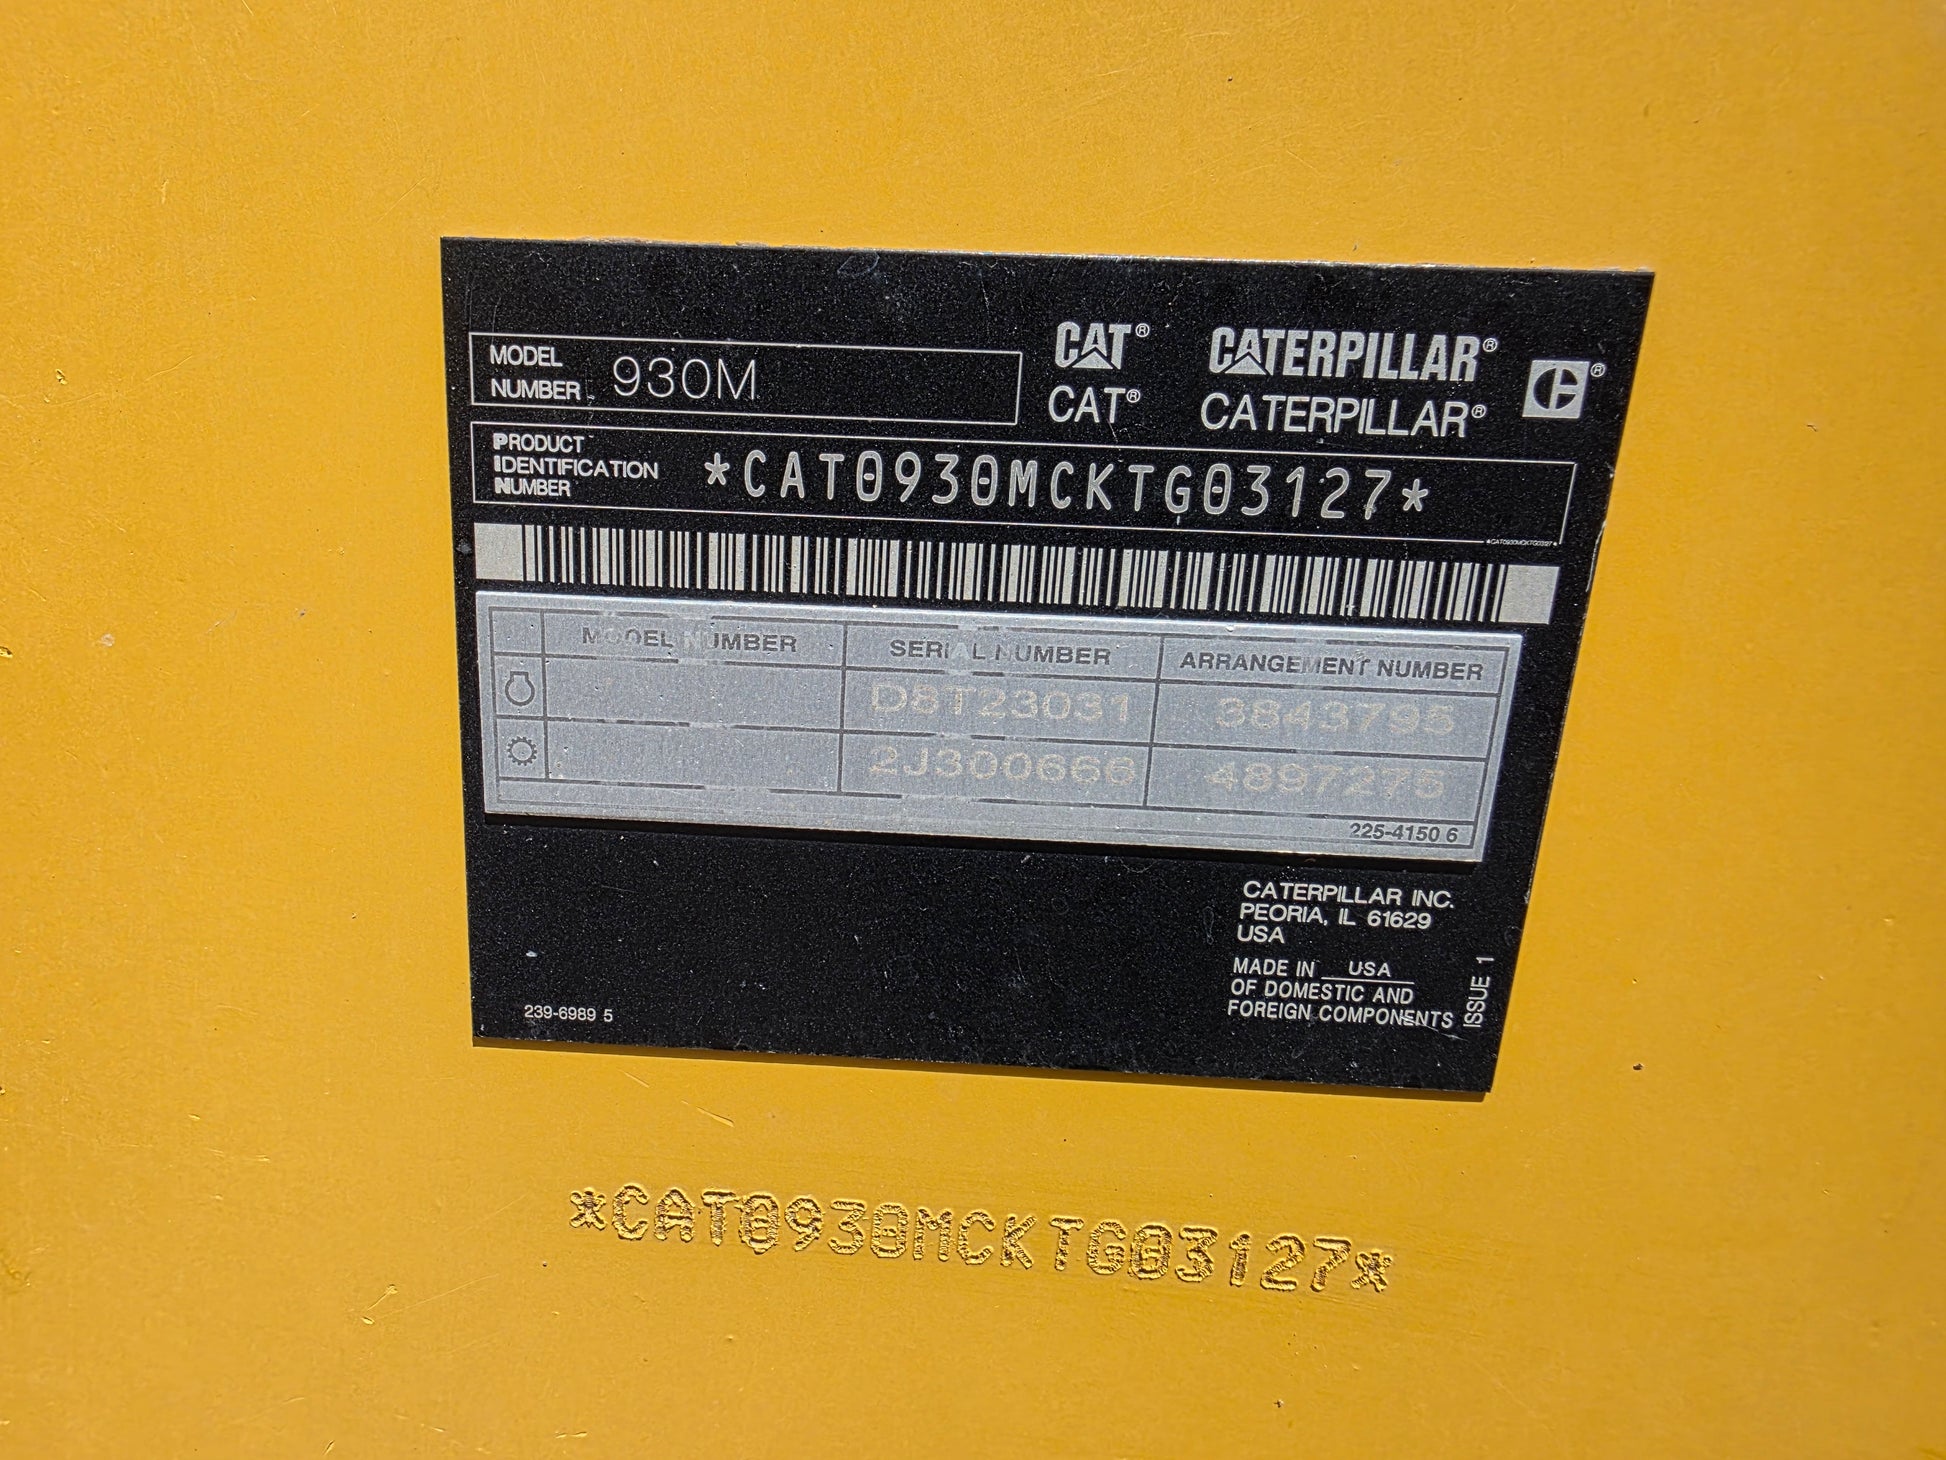 MODEL NUMBER 930M
CAT® CATERPILLAR®
CAT® CATERPILLAR®
PRODUCT IDENTIFICATION NUMBER *CAT0930MCKTG03127*
*CAT0930MCKTG03127*
MODEL NUMBER SERIAL NUMBER ARRANGEMENT NUMBER
D8T23031 3843795
2J300666 4897275
225-4150 6
CATERPILLAR INC.
PEORIA, IL 61629
USA
MADE IN USA
OF DOMESTIC AND
FOREIGN COMPONENTS
ISSUE 1
239-6989 5
*CAT0930MCKTG03127*